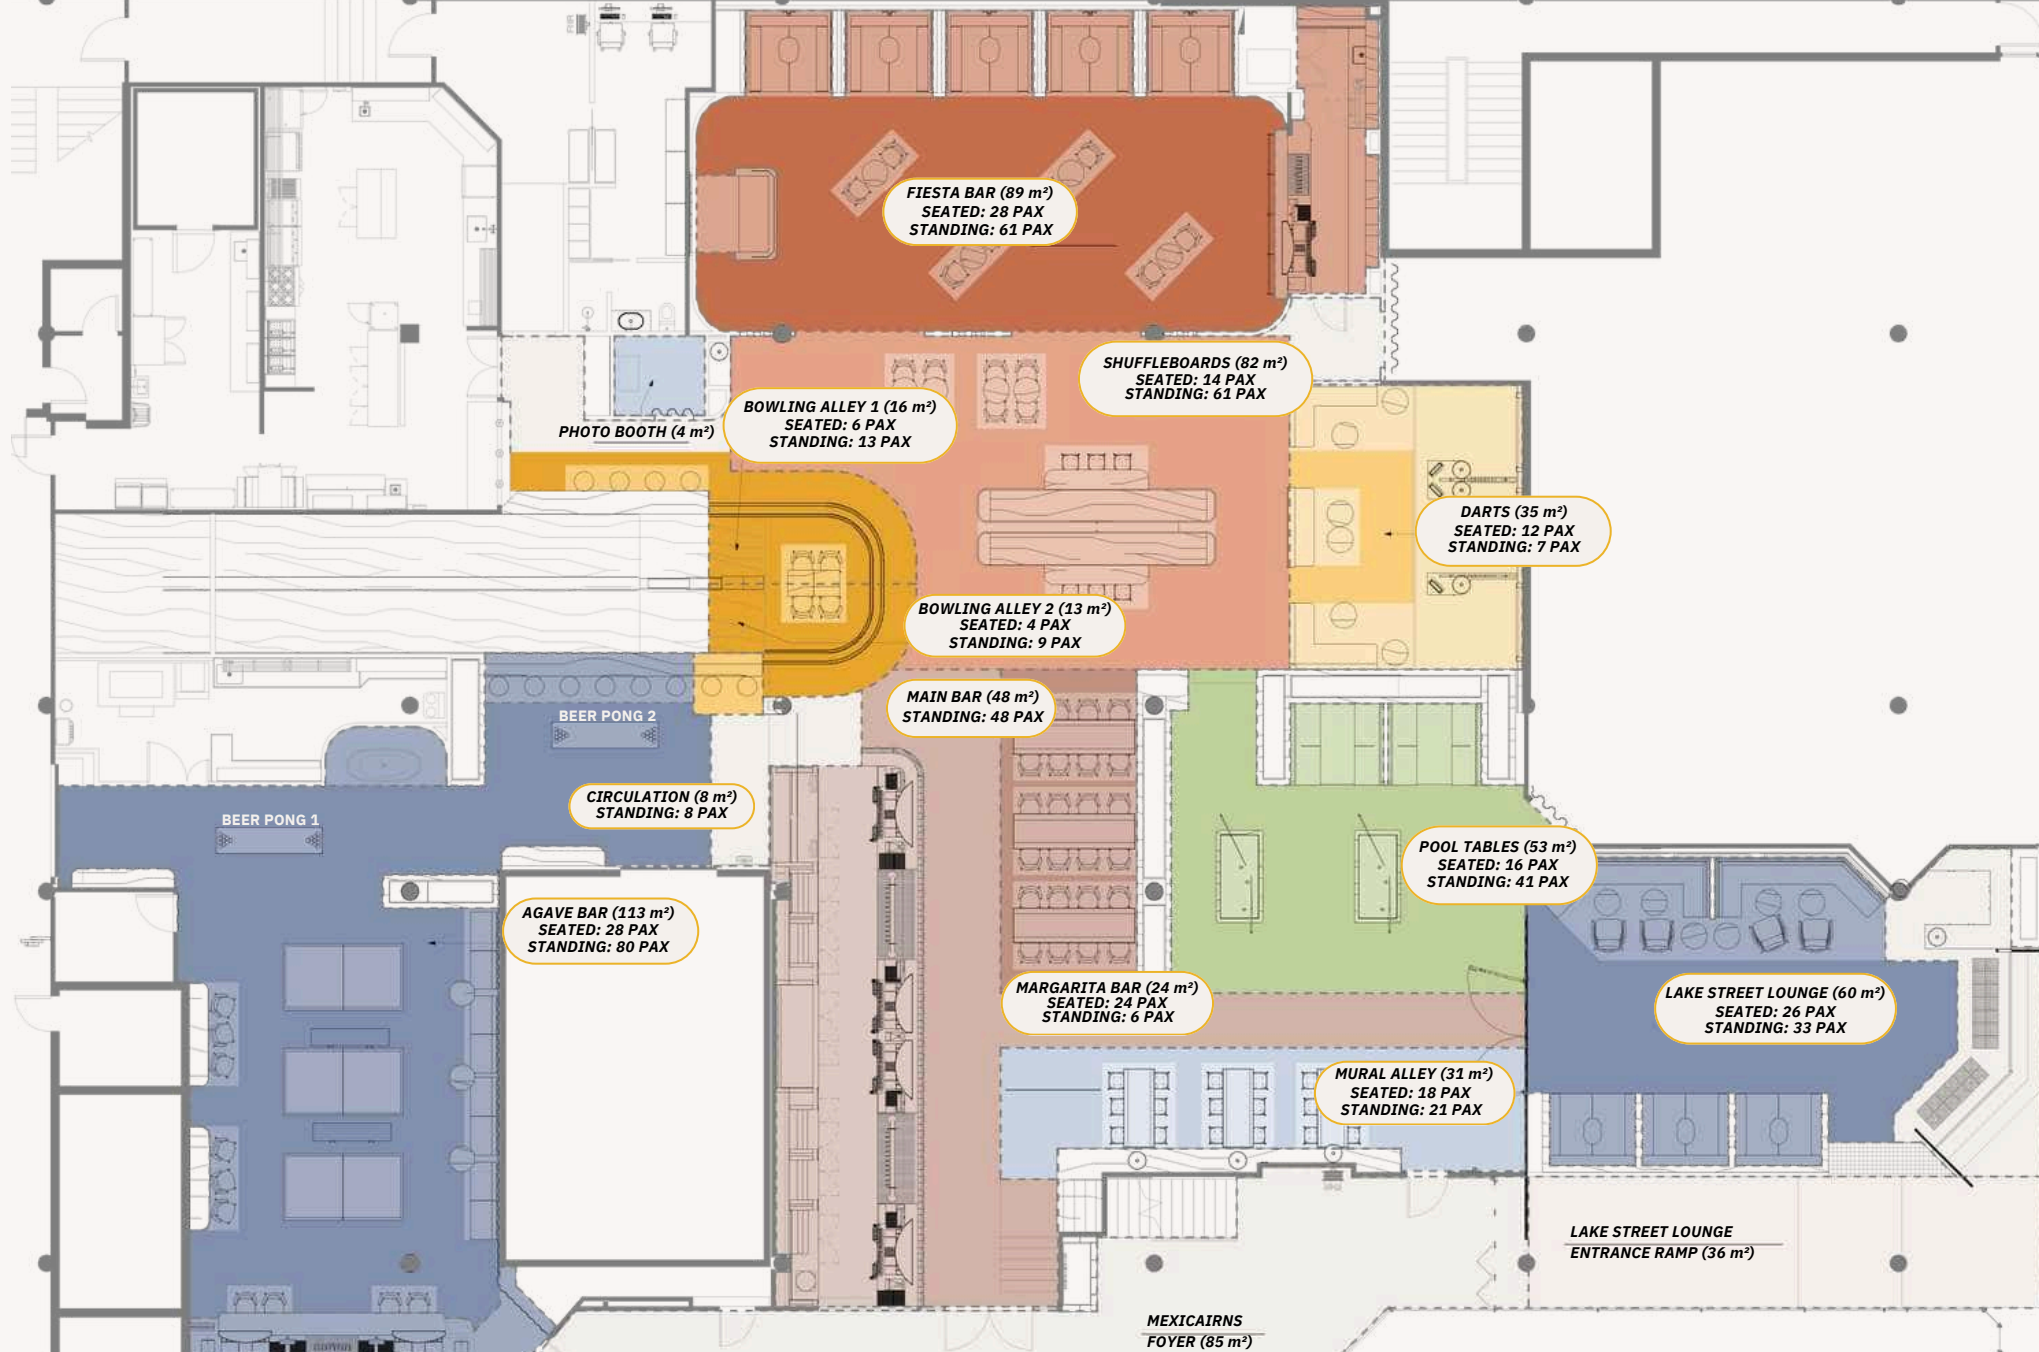 FIESTA BAR (89 m²)
SEATED: 28 PAX
STANDING: 61 PAX
SHUFFLEBOARDS (82 m²)
SEATED: 14 PAX
STANDING: 61 PAX
BOWLING ALLEY 1 (16 m²)
SEATED: 6 PAX
STANDING: 13 PAX
PHOTO BOOTH (4 m²)
DARTS (35 m²)
SEATED: 12 PAX
STANDING: 7 PAX
BOWLING ALLEY 2 (13 m²)
SEATED: 4 PAX
STANDING: 9 PAX
MAIN BAR (48 m²)
STANDING: 48 PAX
BEER PONG 2
CIRCULATION (8 m²)
STANDING: 8 PAX
BEER PONG 1
POOL TABLES (53 m²)
SEATED: 16 PAX
STANDING: 41 PAX
AGAVE BAR (113 m²)
SEATED: 28 PAX
STANDING: 80 PAX
MARGARITA BAR (24 m²)
SEATED: 24 PAX
STANDING: 6 PAX
LAKE STREET LOUNGE (60 m²)
SEATED: 26 PAX
STANDING: 33 PAX
MURAL ALLEY (31 m²)
SEATED: 18 PAX
STANDING: 21 PAX
LAKE STREET LOUNGE
ENTRANCE RAMP (36 m²)
MEXICAIRNS
FOYER (85 m²)